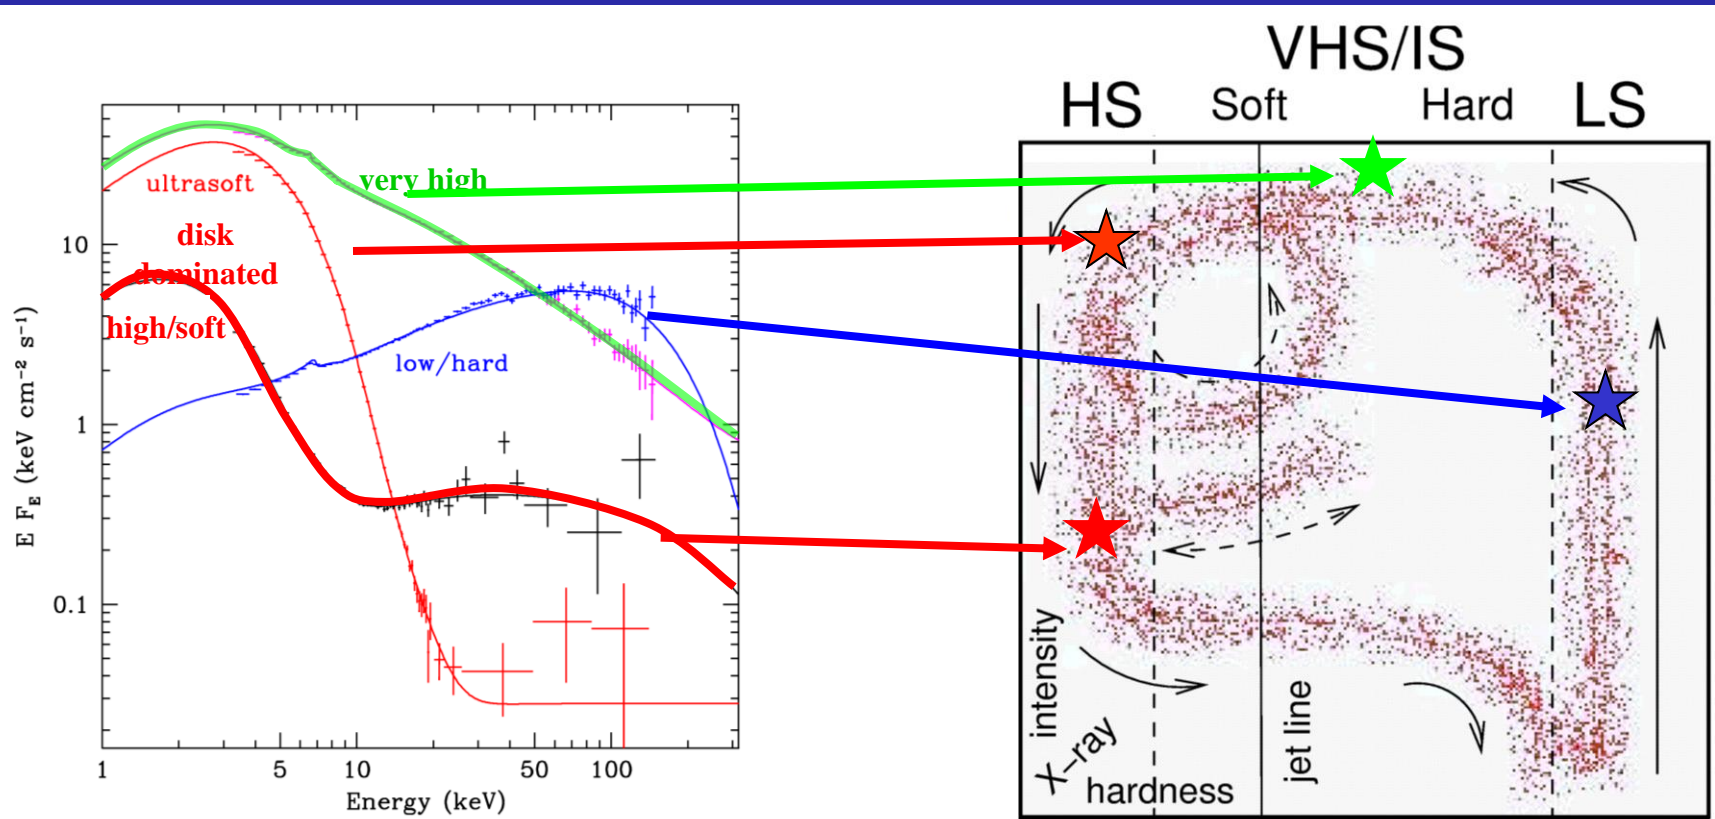 VHS/IS
HS
Soft
Hard
LS
ultrasoft
very high
disk
dominated
high/soft
low/hard
10
1
0.1
E F_E (keV cm⁻² s⁻¹)
1
5
10
50
100
Energy (keV)
intensity
X-ray
hardness
jet line